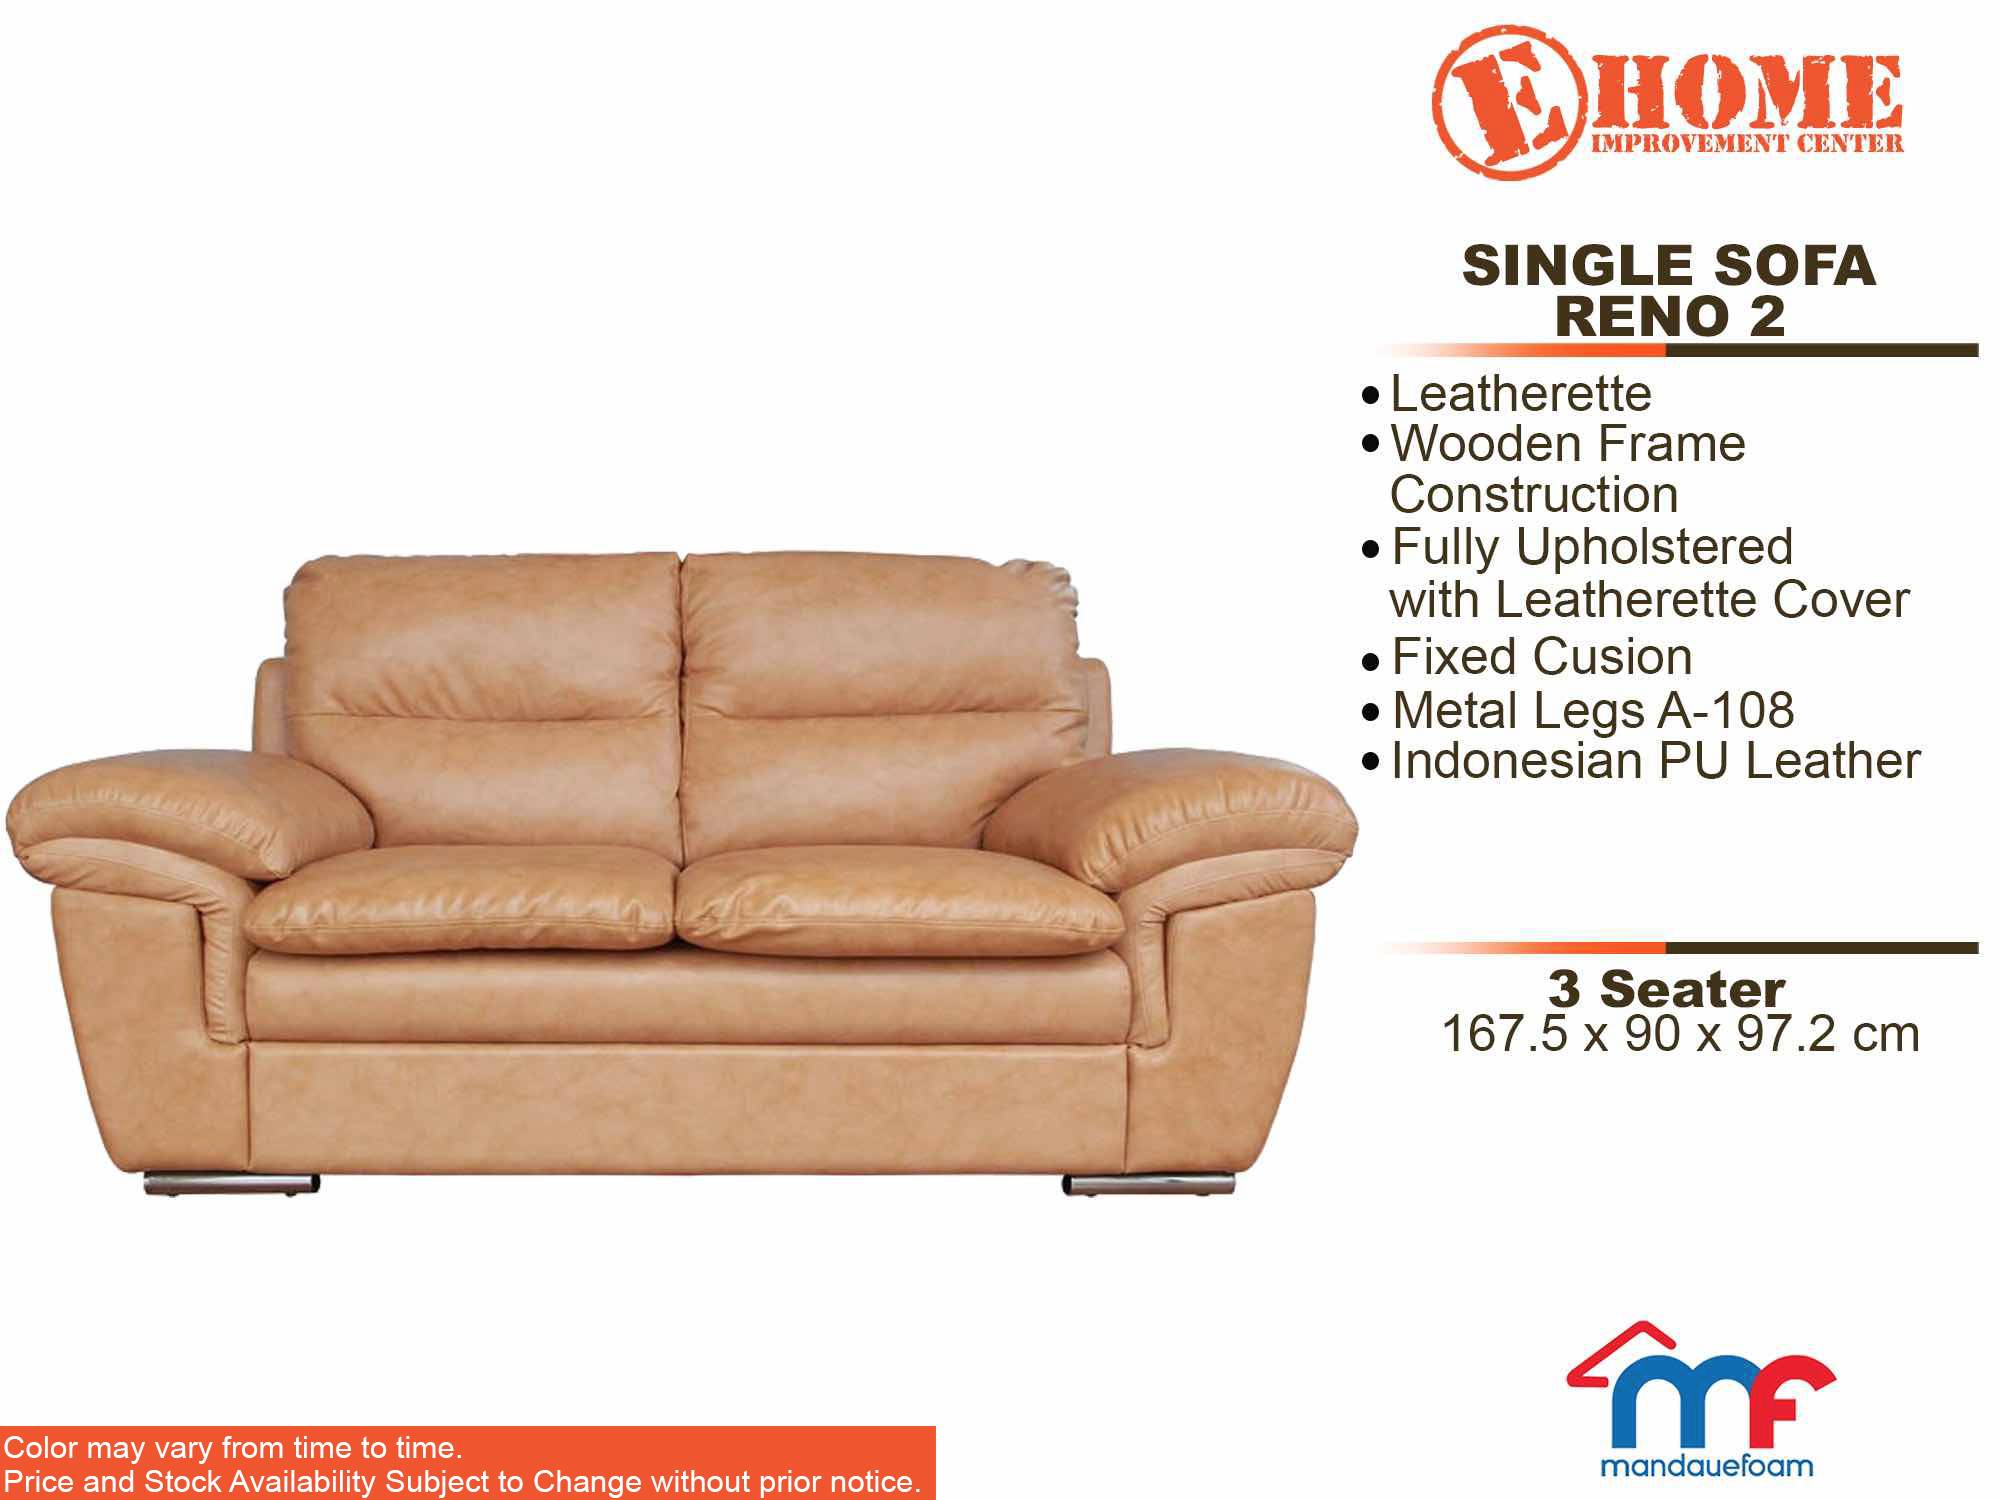 E HOME
IMPROVEMENT CENTER
SINGLE SOFA
RENO 2
• Leatherette
• Wooden Frame
Construction
• Fully Upholstered
with Leatherette Cover
• Fixed Cusion
• Metal Legs A-108
• Indonesian PU Leather
3 Seater
167.5 x 90 x 97.2 cm
mf
mandauefoam
Color may vary from time to time.
Price and Stock Availability Subject to Change without prior notice.